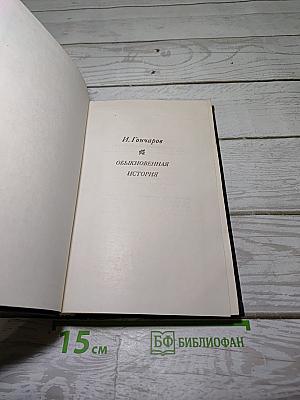 И. Гончаров
ОБЫКНОВЕННАЯ
ИСТОРИЯ
15 см
БФ БИБЛИОФАН